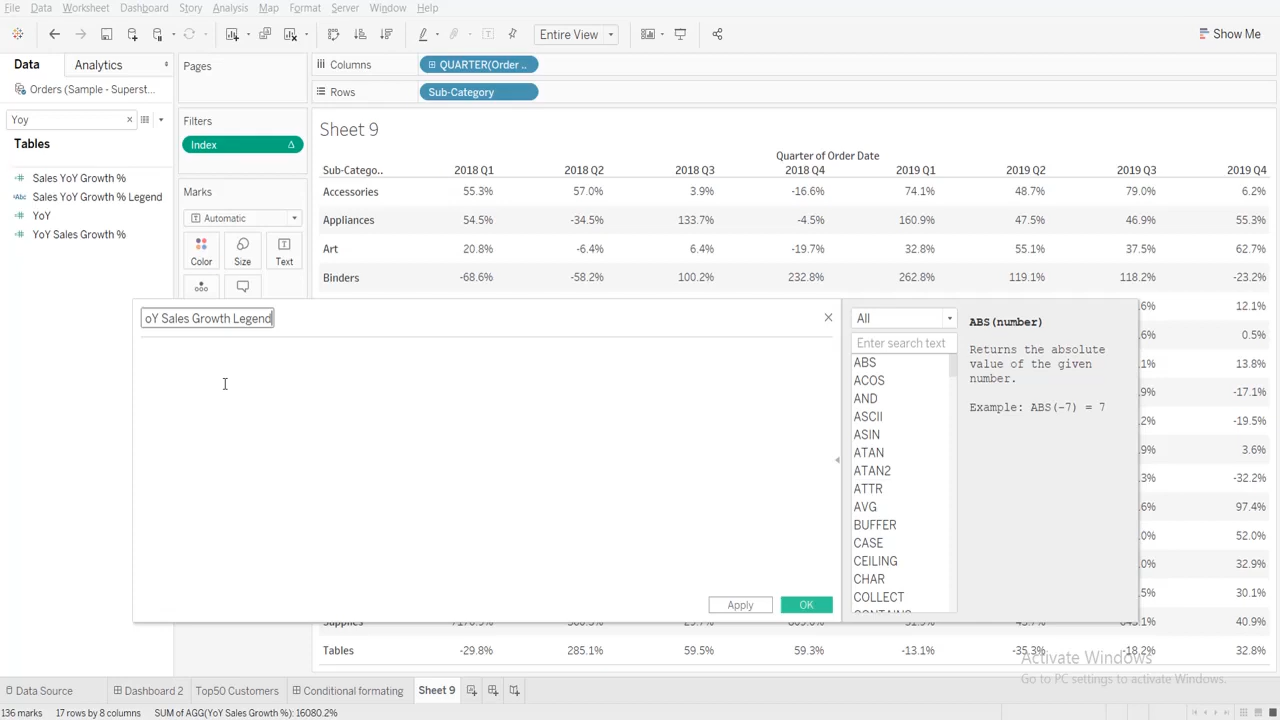 File Data Worksheet Dashboard Story Analysis Map Format Server Window Help
Entire View
Show Me
Data Analytics
Pages
Columns
QUARTER(Order ..
Orders (Sample - Superst...
Rows
Sub-Category
Yoy
Filters
Sheet 9
Tables
Index
Quarter of Order Date
Sub-Catego.. 2018 Q1 2018 Q2 2018 Q3 2018 Q4 2019 Q1 2019 Q2 2019 Q3 2019 Q4
Sales YoY Growth %
Abc Sales YoY Growth % Legend
YoY
YoY Sales Growth %
Marks
Automatic
Color Size Text
Accessories 55.3% 57.0% 3.9% -16.6% 74.1% 48.7% 79.0% 6.2%
Appliances 54.5% -34.5% 133.7% -4.5% 160.9% 47.5% 46.9% 55.3%
Art 20.8% -6.4% 6.4% -19.7% 32.8% 55.1% 37.5% 62.7%
Binders -68.6% -58.2% 100.2% 232.8% 262.8% 119.1% 118.2% -23.2%
oY Sales Growth Legend
All
Enter search text
ABS
ACOS
AND
ASCII
ASIN
ATAN
ATAN2
ATTR
AVG
BUFFER
CASE
CEILING
CHAR
COLLECT
ABS(number)
Returns the absolute
value of the given
number.
Example: ABS(-7) = 7
Apply OK
12.1%
0.5%
13.8%
-17.1%
-19.5%
3.6%
-32.2%
97.4%
52.0%
32.9%
30.1%
Supplies 40.9%
Tables -29.8% 285.1% 59.5% 59.3% -13.1% -35.3% -18.2% 32.8%
Activate Windows
Go to PC settings to activate Windows.
Data Source Dashboard 2 Top50 Customers Conditional formating Sheet 9
136 marks 17 rows by 8 columns SUM of AGG(YoY Sales Growth %): 16080.2%